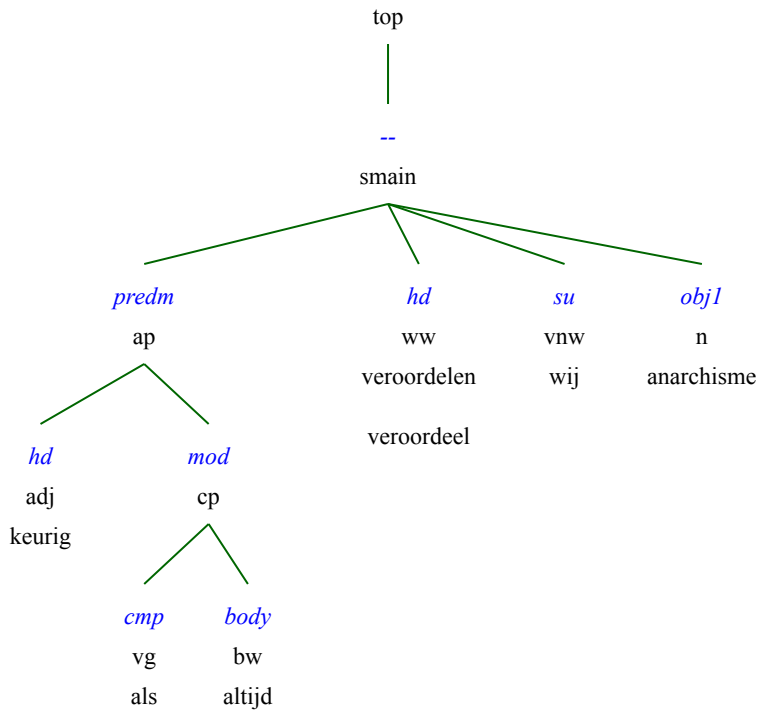 top
--
smain
predm hd su obj1
ap ww vnw n
veroordelen wij anarchisme
veroordeel
hd mod
adj cp
keurig
cmp body
vg bw
als altijd